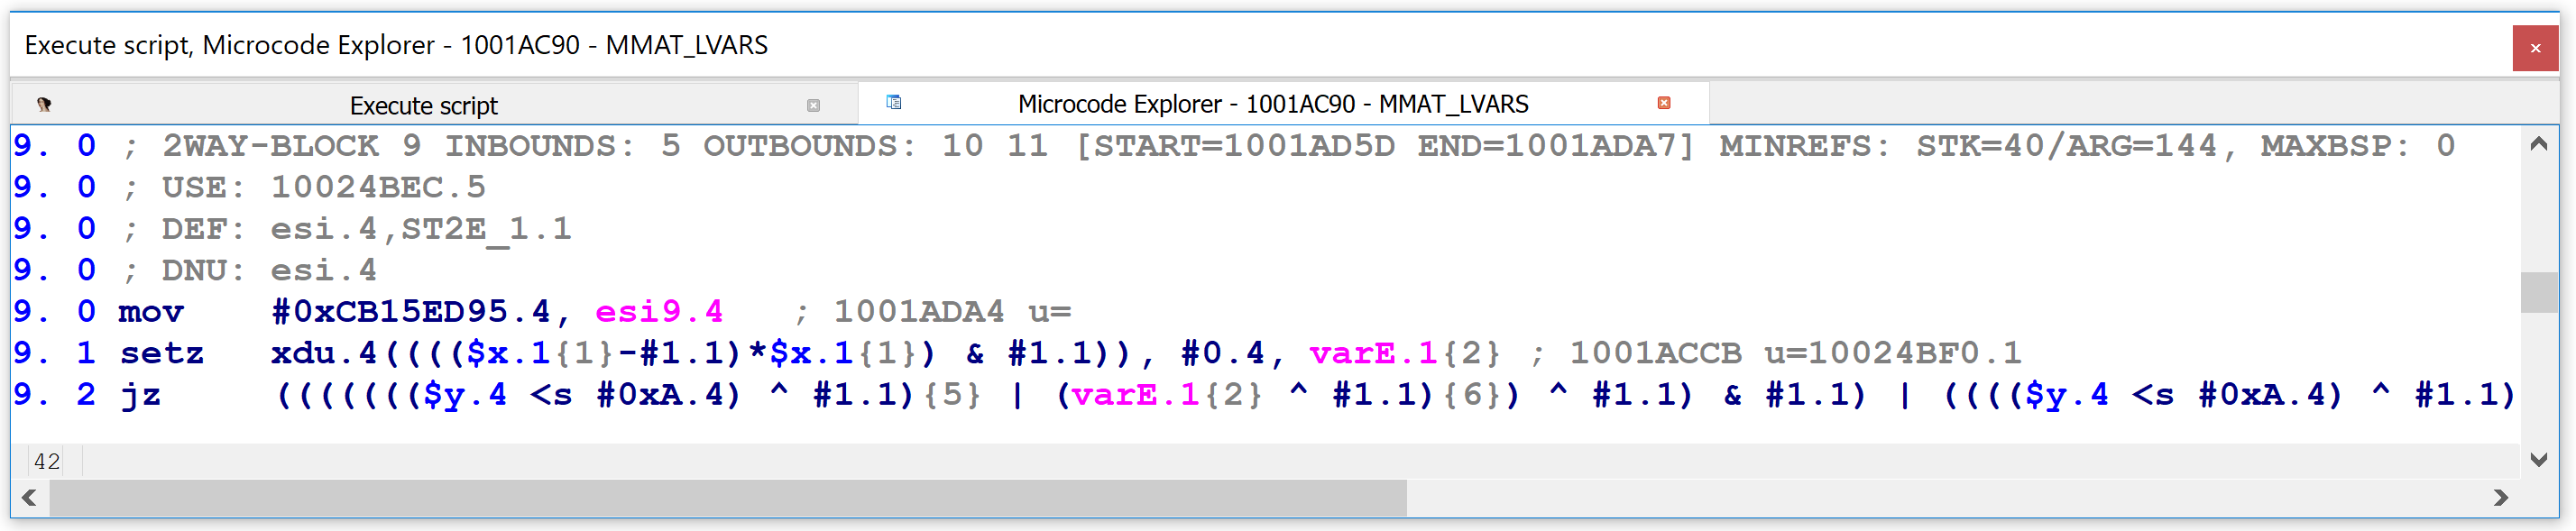 Execute script, Microcode Explorer - 1001AC90 - MMAT_LVARS
Execute script Microcode Explorer - 1001AC90 - MMAT_LVARS
9. 0 ; 2WAY-BLOCK 9 INBOUNDS: 5 OUTBOUNDS: 10 11 [START=1001AD5D END=1001ADA7] MINREFS: STK=40/ARG=144, MAXBSP: 0
9. 0 ; USE: 10024BEC.5
9. 0 ; DEF: esi.4,ST2E_1.1
9. 0 ; DNU: esi.4
9. 0 mov #0xCB15ED95.4, esi9.4 ; 1001ADA4 u=
9. 1 setz xdu.4(((($x.1{1}-#1.1)*$x.1{1}) & #1.1)), #0.4, varE.1{2} ; 1001ACCB u=10024BF0.1
9. 2 jz ((((((($y.4 <s #0xA.4) ^ #1.1){5} | (varE.1{2} ^ #1.1){6}) ^ #1.1) & #1.1) | (((($y.4 <s #0xA.4) ^ #1.1)
42